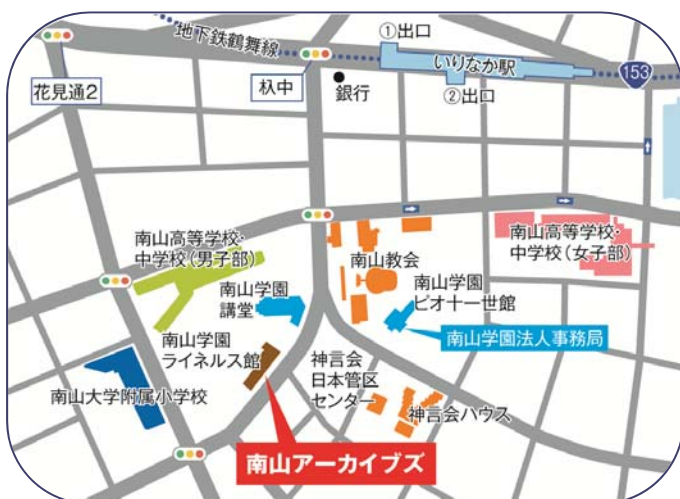 地下鉄鶴舞線
①出口
いりなか駅
153
花見通2
杁中
銀行
②出口
南山高等学校・
中学校(男子部)
南山教会
南山高等学校・
中学校(女子部)
南山学園
講堂
南山学園
ピオ十一世館
南山学園法人事務局
南山学園
ライネルス館
神言会
日本管区
センター
南山大学附属小学校
神言会ハウス
南山アーカイブズ